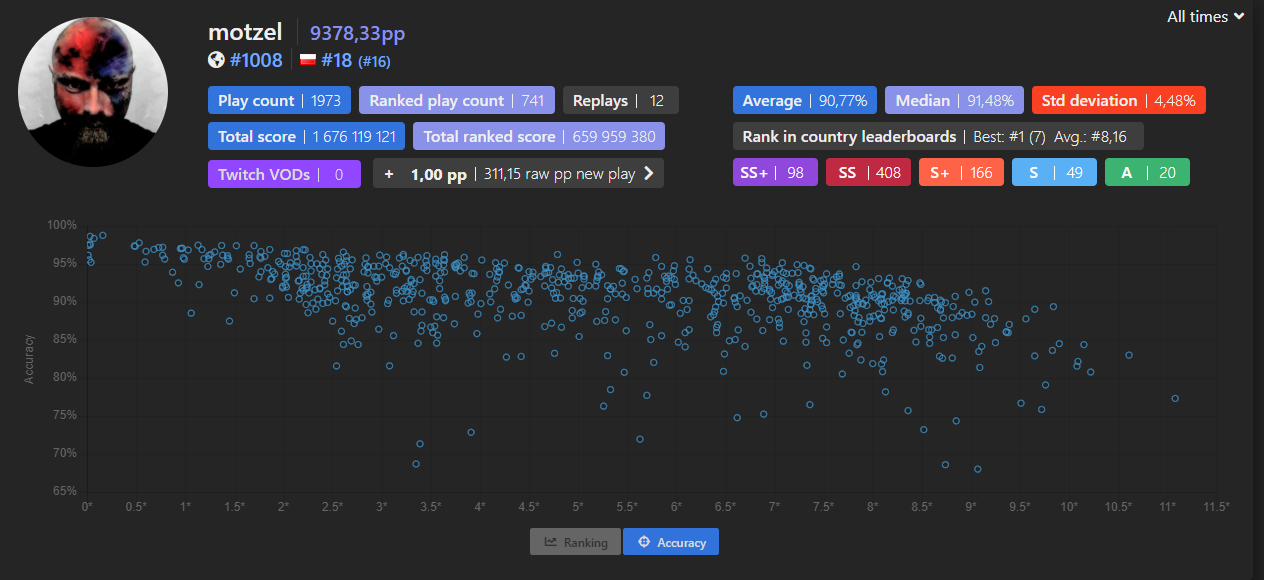 All times
motzel | 9378,33pp
#1008 | #18 (#16)
Play count | 1973 Ranked play count | 741 Replays | 12 Average | 90,77% Median | 91,48% Std deviation | 4,48%
Total score | 1 676 119 121 Total ranked score | 659 959 380 Rank in country leaderboards | Best: #1 (7) Avg.: #8,16
Twitch VODs | 0 + 1,00 pp | 311,15 raw pp new play SS+ | 98 SS | 408 S+ | 166 S | 49 A | 20
100%
95%
90%
85%
Accuracy
80%
75%
70%
65%
0* 0.5* 1* 1.5* 2* 2.5* 3* 3.5* 4* 4.5* 5* 5.5* 6* 6.5* 7* 7.5* 8* 8.5* 9* 9.5* 10* 10.5* 11* 11.5*
Ranking Accuracy